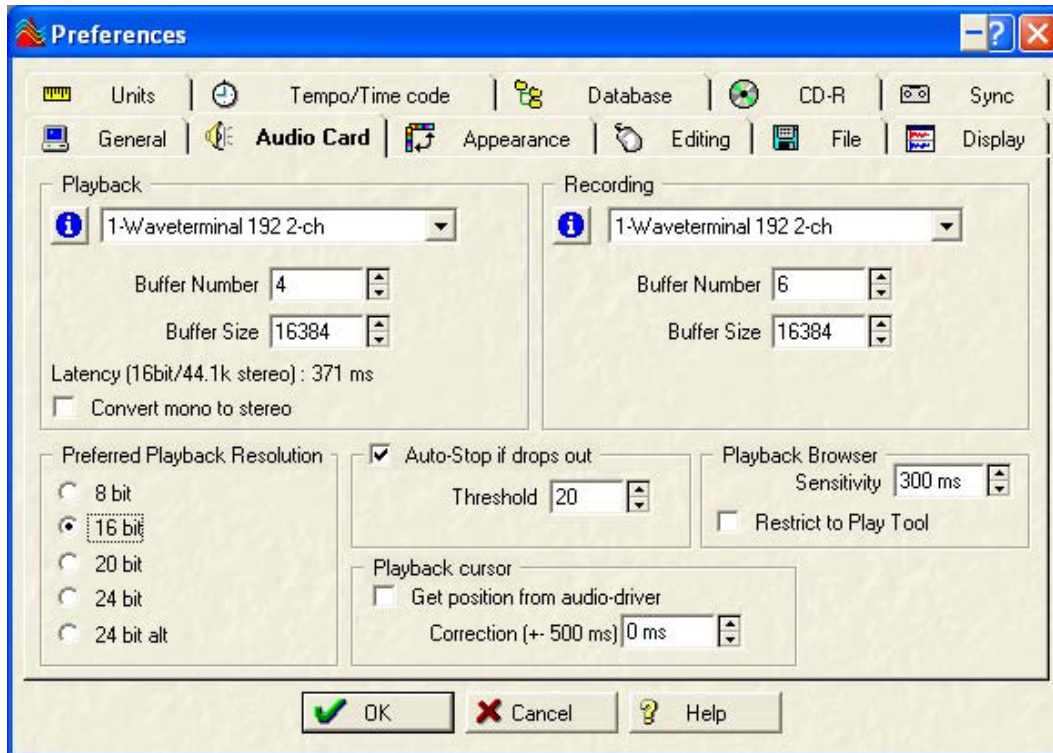 Preferences
Units Tempo/Time code Database CD-R Sync
General Audio Card Appearance Editing File Display
Playback
1-Waveterminal 192 2-ch
Buffer Number 4
Buffer Size 16384
Latency (16bit/44.1k stereo) : 371 ms
Convert mono to stereo
Recording
1-Waveterminal 192 2-ch
Buffer Number 6
Buffer Size 16384
Preferred Playback Resolution
8 bit
16 bit
20 bit
24 bit
24 bit alt
Auto-Stop if drops out
Threshold 20
Playback Browser
Sensitivity 300 ms
Restrict to Play Tool
Playback cursor
Get position from audio-driver
Correction (+- 500 ms) 0 ms
OK Cancel Help